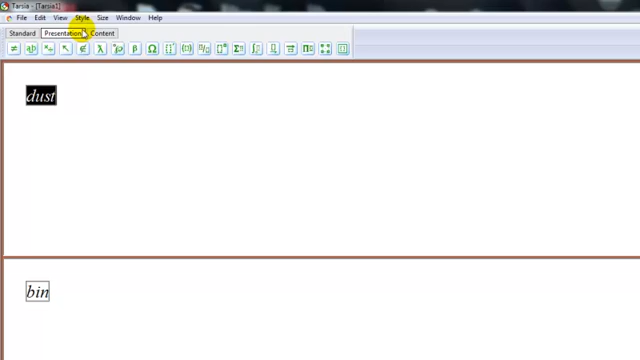 Tarsia - [Tarsia1]
File Edit View Style Size Window Help
Standard Presentation Content
dust
bin